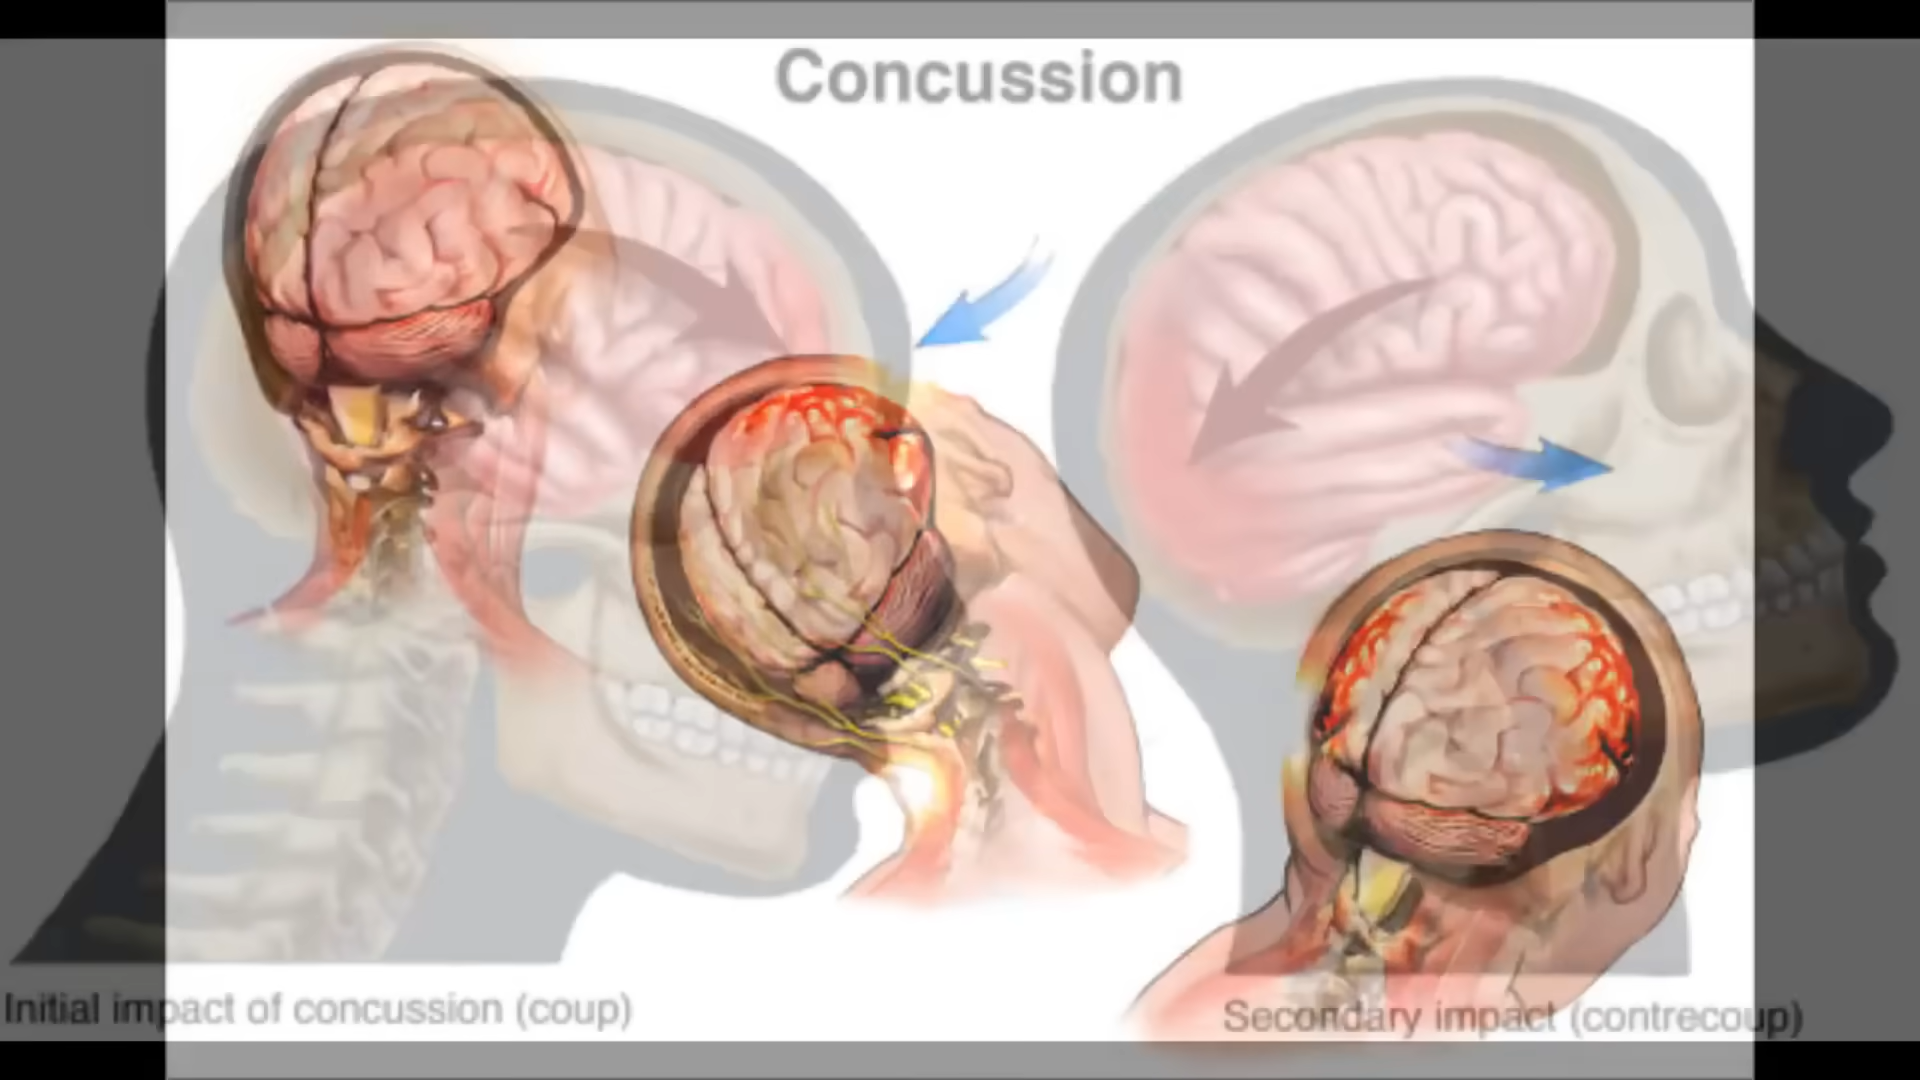 Concussion
Initial impact of concussion (coup)
Secondary impact (contrecoup)